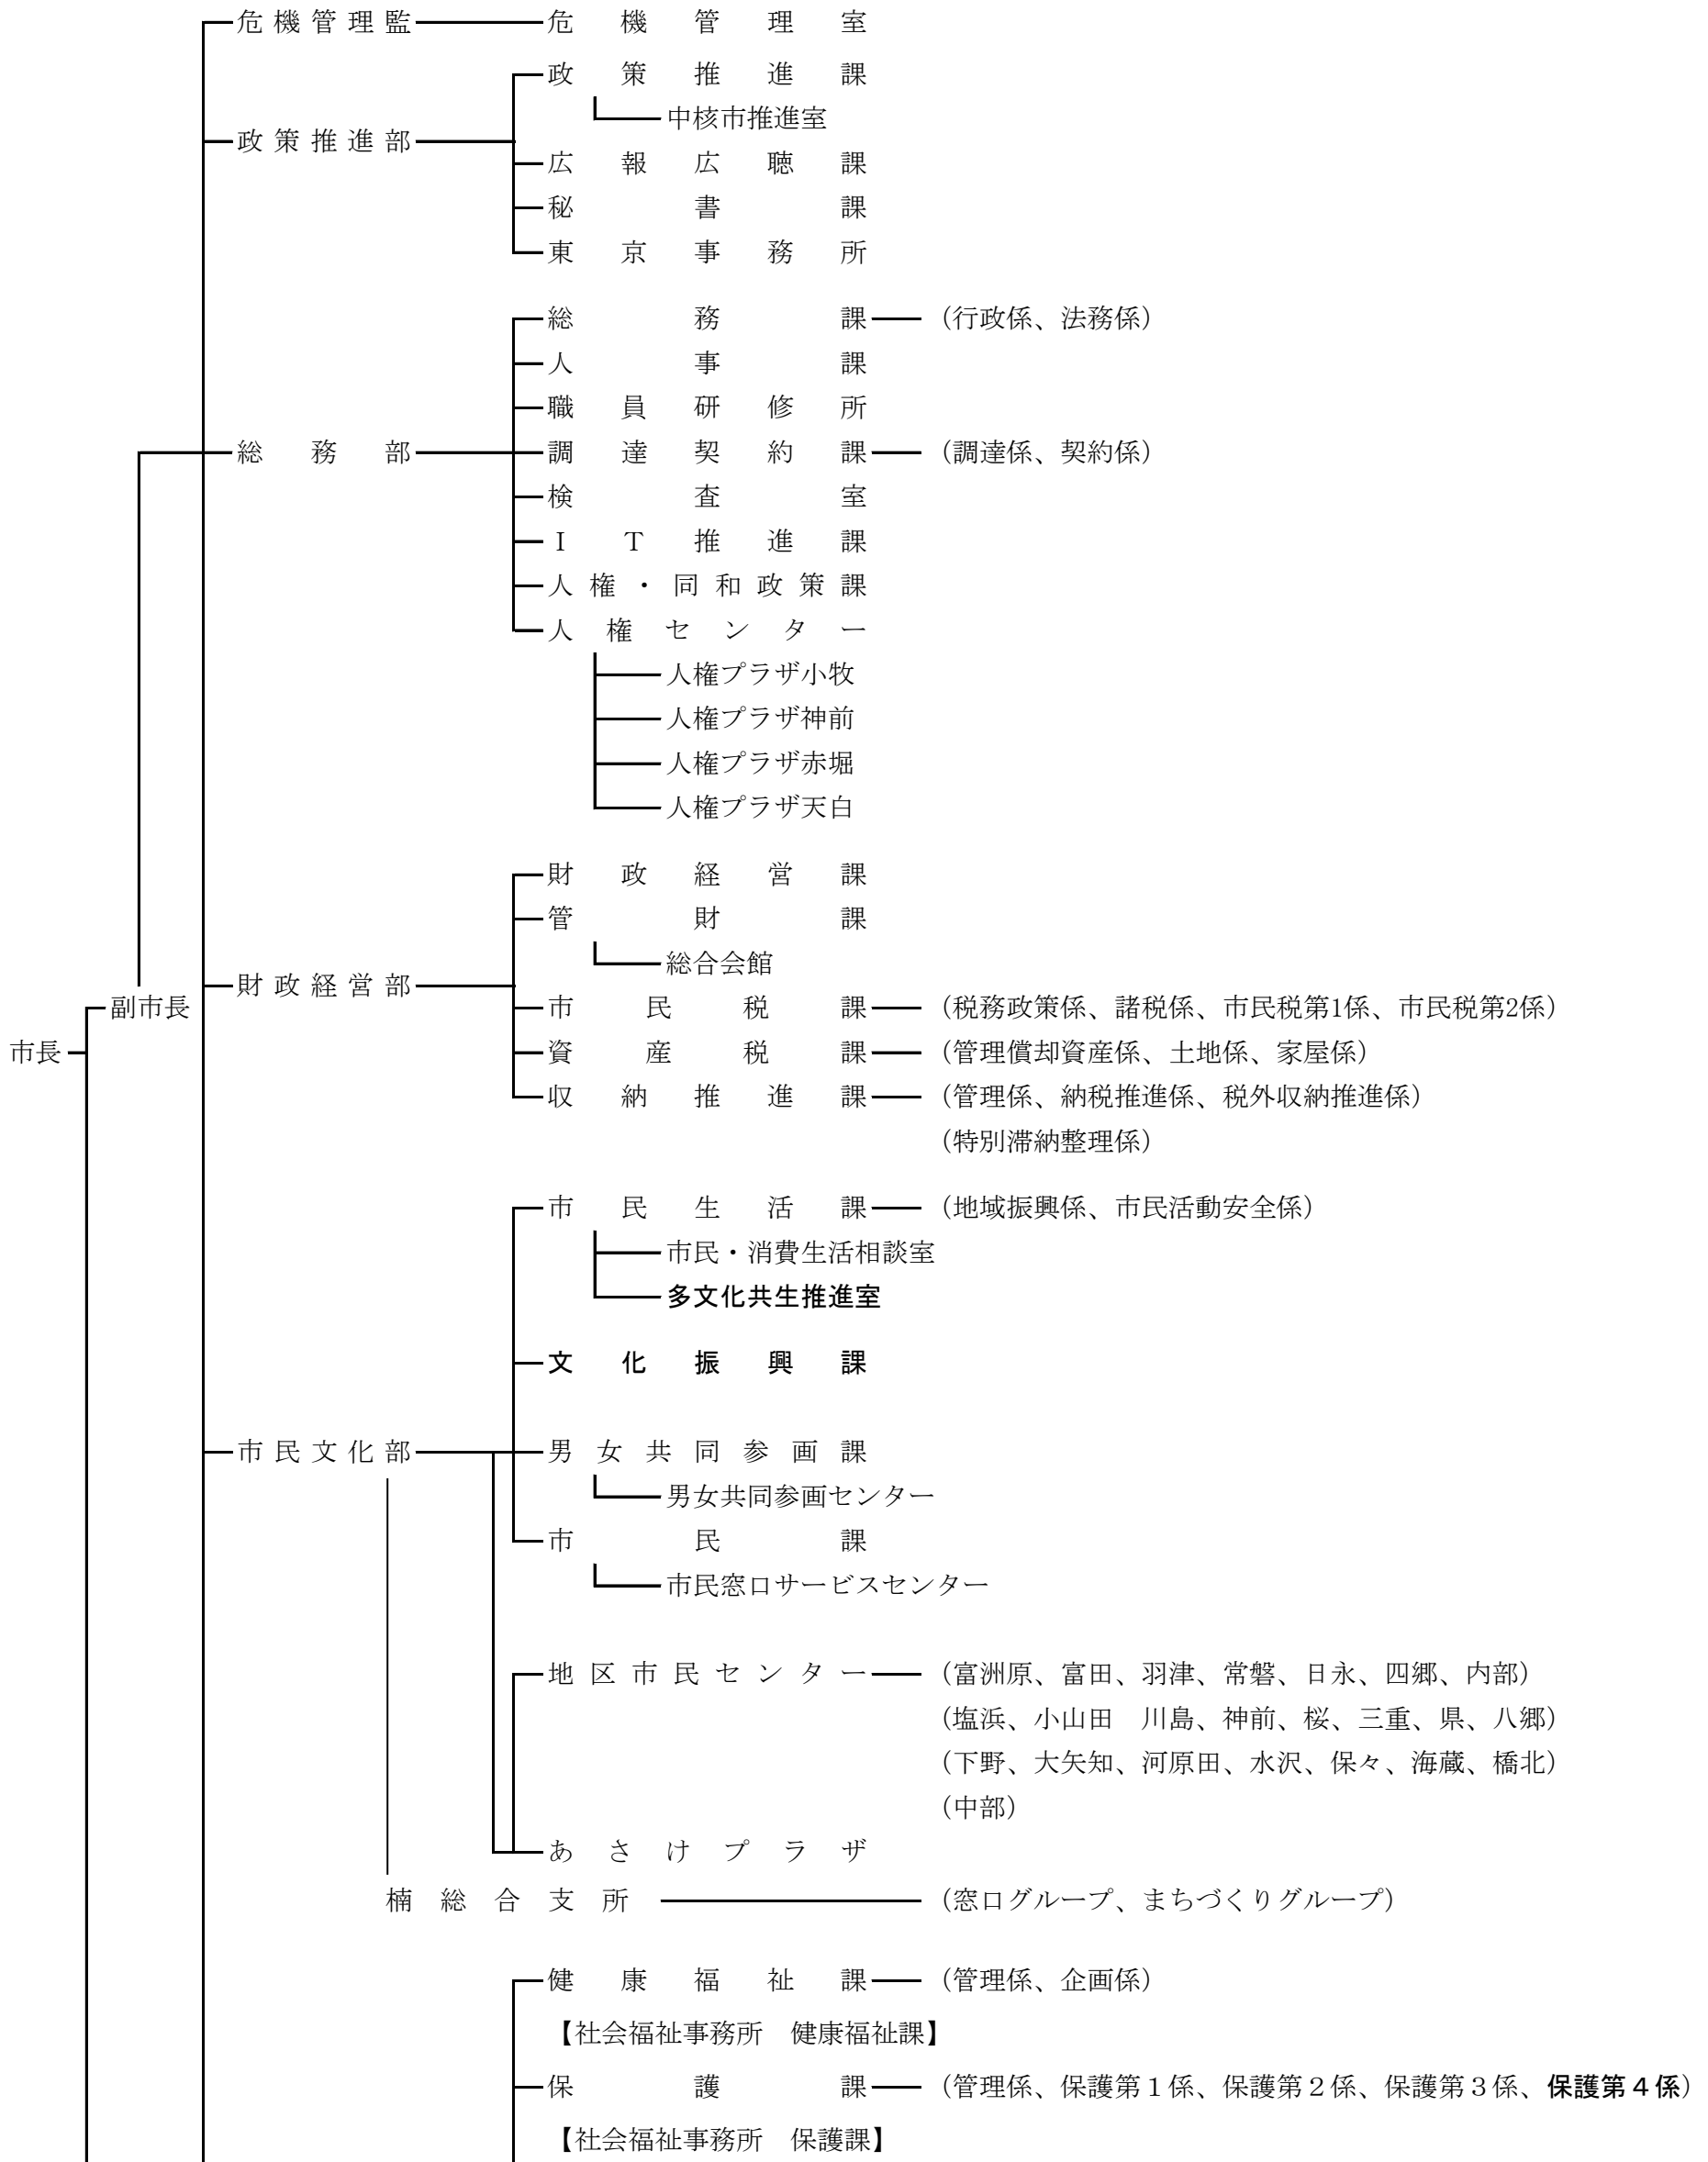 危機管理監 危機管理室
政策推進課
中核市推進室
政策推進部
広報広聴課
秘書課
東京事務所
総務課 (行政係、法務係)
人事課
職員研修所
総務部 調達契約課 (調達係、契約係)
検査室
ＩＴ推進課
人権・同和政策課
人権センター
人権プラザ小牧
人権プラザ神前
人権プラザ赤堀
人権プラザ天白
財政経営課
管財課
総合会館
財政経営部
副市長 市民税課 (税務政策係、諸税係、市民税第1係、市民税第2係)
市長 資産税課 (管理償却資産係、土地係、家屋係)
収納推進課 (管理係、納税推進係、税外収納推進係)
(特別滞納整理係)
市民生活課 (地域振興係、市民活動安全係)
市民・消費生活相談室
多文化共生推進室
文化振興課
市民文化部 男女共同参画課
男女共同参画センター
市民課
市民窓口サービスセンター
地区市民センター (富洲原、富田、羽津、常磐、日永、四郷、内部)
(塩浜、小山田　川島、神前、桜、三重、県、八郷)
(下野、大矢知、河原田、水沢、保々、海蔵、橋北)
(中部)
あさけプラザ
楠総合支所 (窓口グループ、まちづくりグループ)
健康福祉課 (管理係、企画係)
【社会福祉事務所　健康福祉課】
保護課 (管理係、保護第１係、保護第２係、保護第３係、保護第４係)
【社会福祉事務所　保護課】